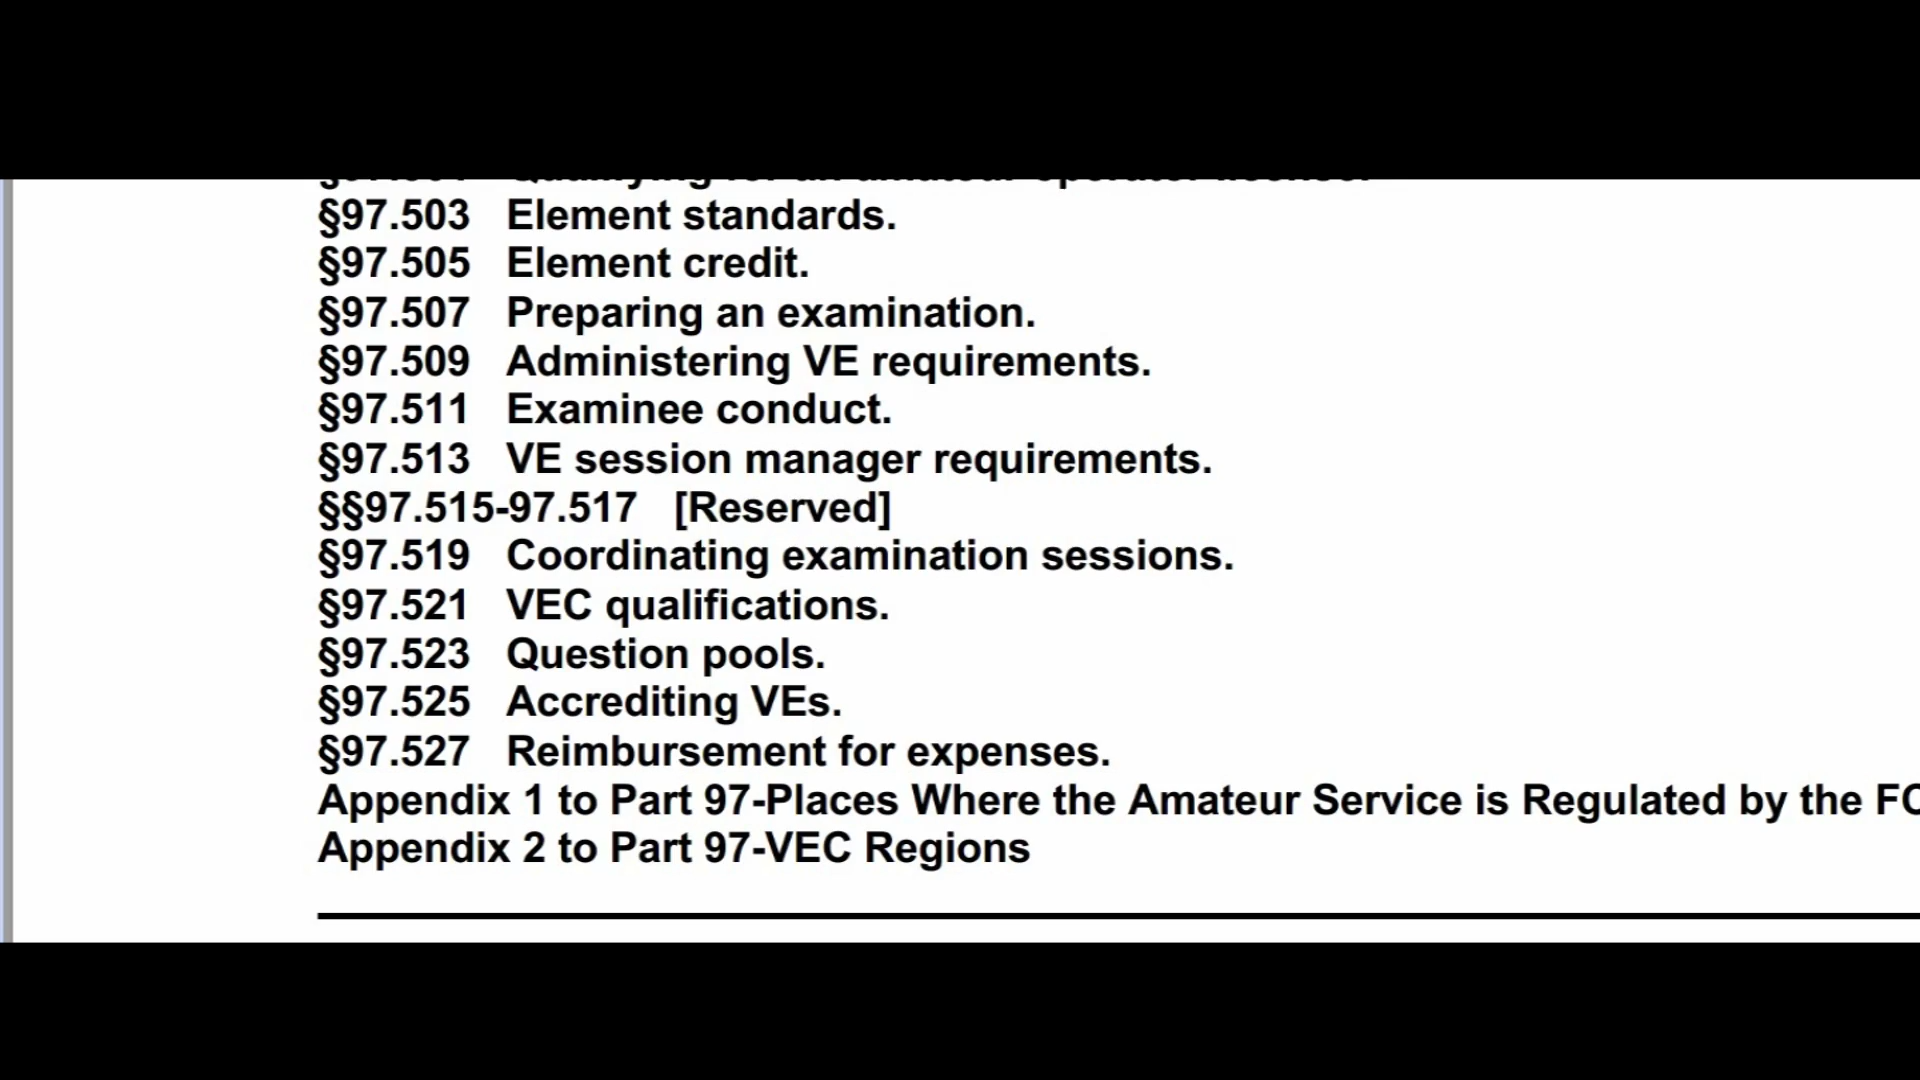 §97.503 Element standards.
§97.505 Element credit.
§97.507 Preparing an examination.
§97.509 Administering VE requirements.
§97.511 Examinee conduct.
§97.513 VE session manager requirements.
§§97.515-97.517 [Reserved]
§97.519 Coordinating examination sessions.
§97.521 VEC qualifications.
§97.523 Question pools.
§97.525 Accrediting VEs.
§97.527 Reimbursement for expenses.
Appendix 1 to Part 97-Places Where the Amateur Service is Regulated by the
Appendix 2 to Part 97-VEC Regions